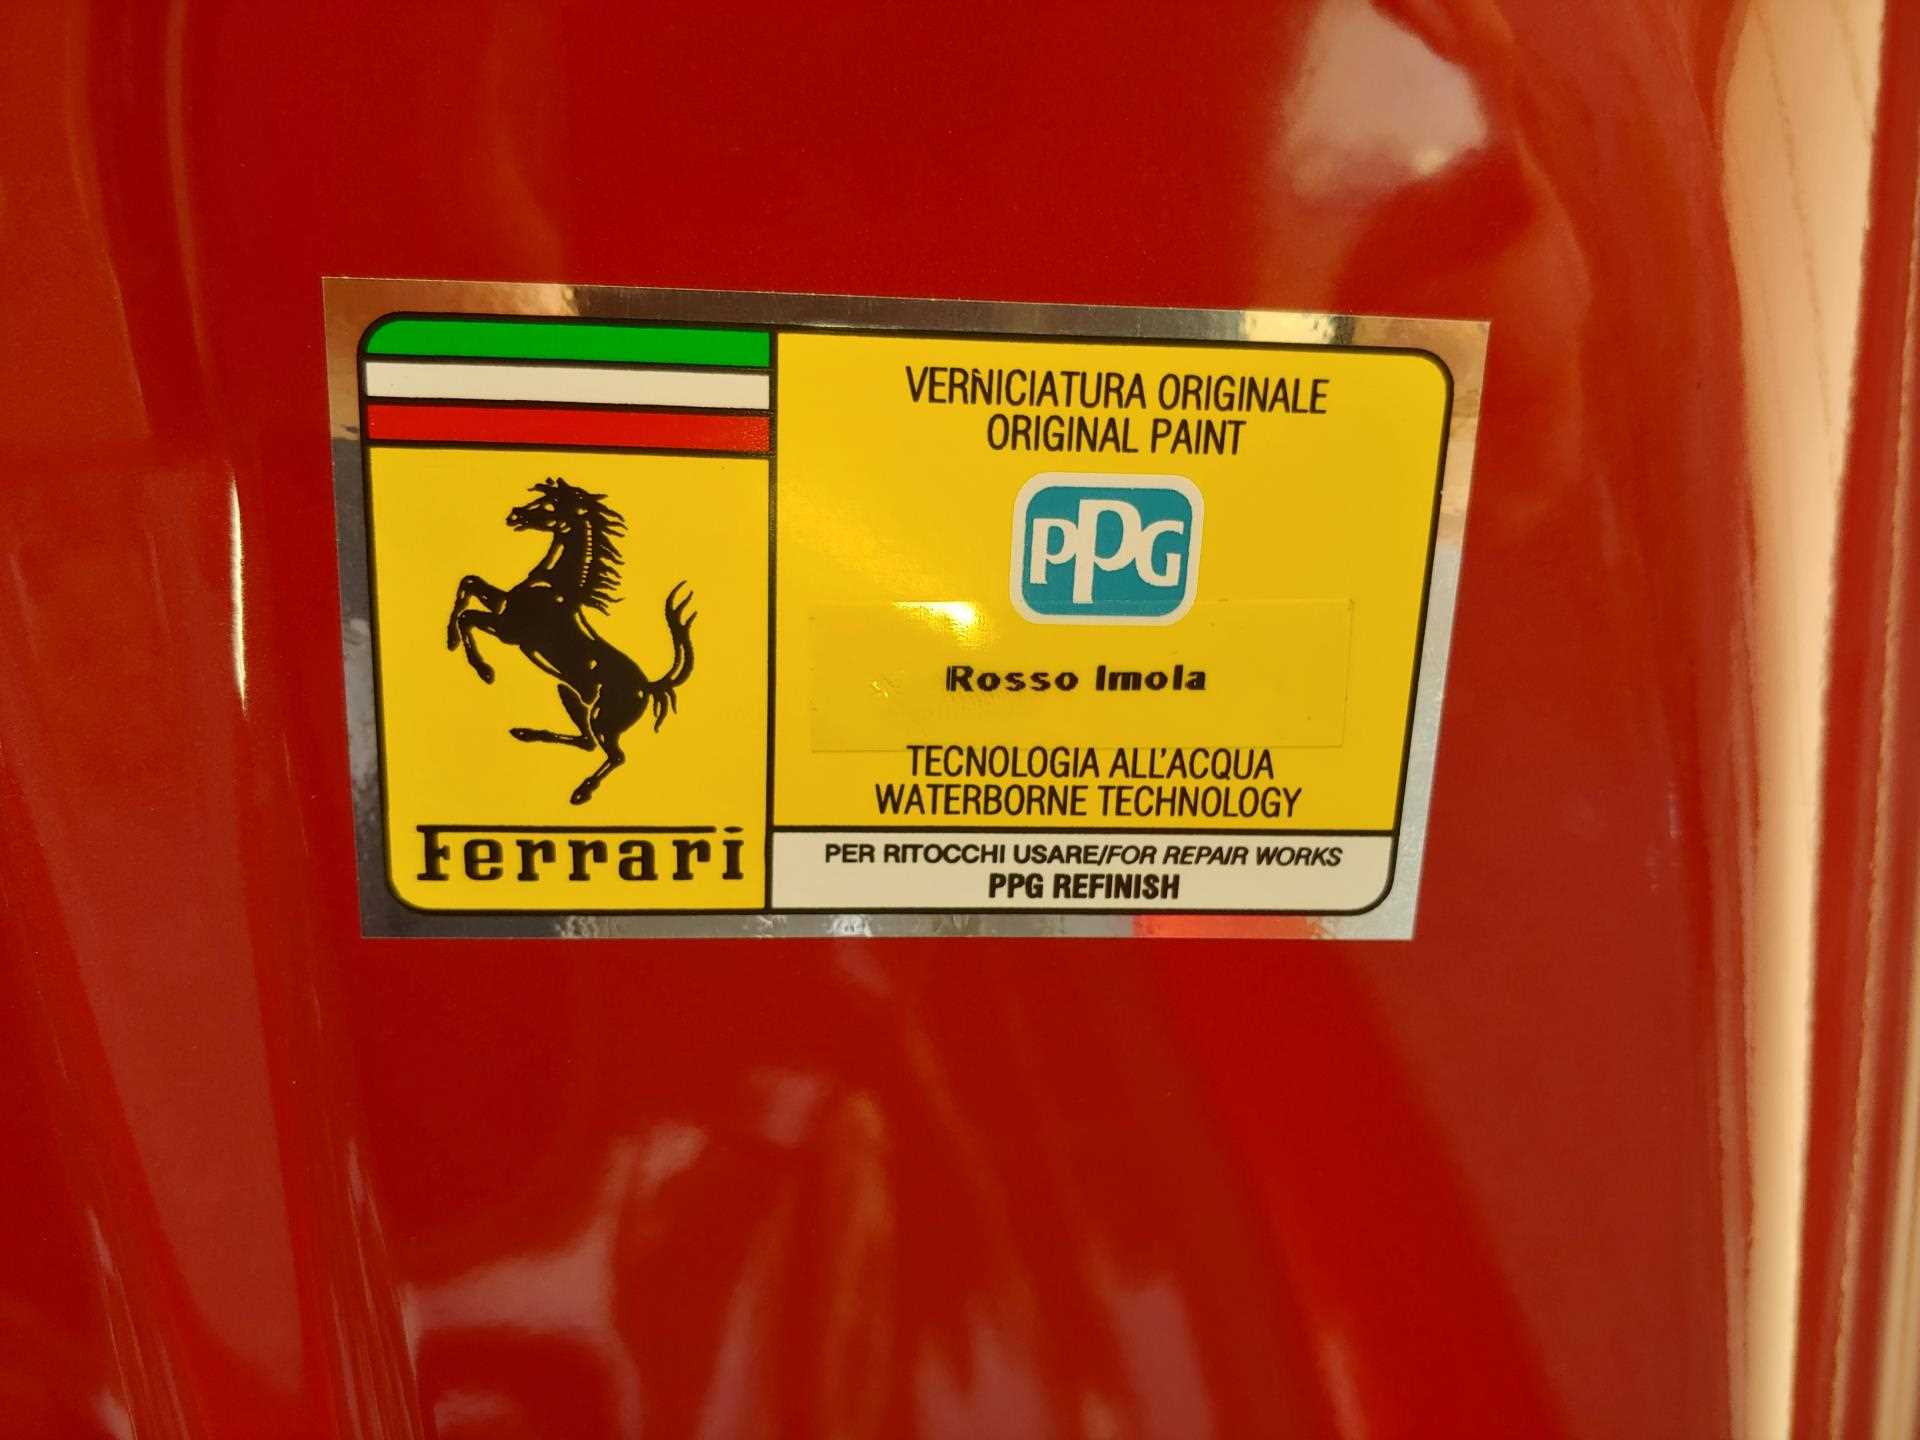 VERNICIATURA ORIGINALE
ORIGINAL PAINT
PPG
Rosso Imola
TECNOLOGIA ALL'ACQUA
WATERBORNE TECHNOLOGY
PER RITOCCHI USARE/FOR REPAIR WORKS
PPG REFINISH
Ferrari